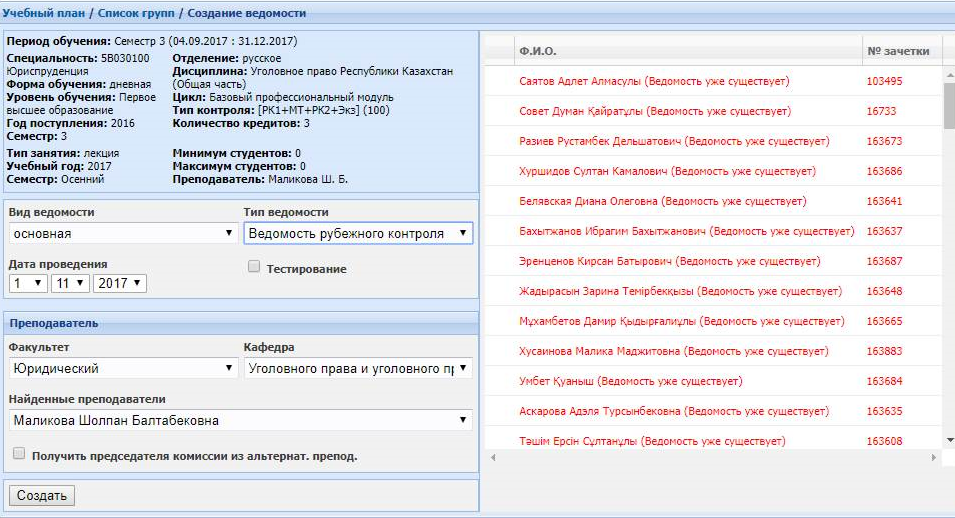 Учебный план / Список групп / Создание ведомости
Период обучения: Семестр 3 (04.09.2017 : 31.12.2017)
Специальность: 5B030100
Юриспруденция
Форма обучения: дневная
Уровень обучения: Первое
высшее образование
Год поступления: 2016
Семестр: 3
Отделение: русское
Дисциплина: Уголовное право Республики Казахстан
(Общая часть)
Цикл: Базовый профессиональный модуль
Тип контроля: [РК1+МТ+РК2+Экз] (100)
Количество кредитов: 3
Тип занятия: лекция
Учебный год: 2017
Семестр: Осенний
Минимум студентов: 0
Максимум студентов: 0
Преподаватель: Маликова Ш. Б.
Вид ведомости
основная
Тип ведомости
Ведомость рубежного контроля
Дата проведения
1 11 2017
Тестирование
Преподаватель
Факультет
Юридический
Кафедра
Уголовного права и уголовного пр
Найденные преподаватели
Маликова Шолпан Балтабековна
Получить председателя комиссии из альтернат. препод.
Создать
Ф.И.О. № зачетки
Саятов Адлет Алмасулы (Ведомость уже существует) 103495
Совет Думан Қайратұлы (Ведомость уже существует) 16733
Разиев Рустамбек Дельшатович (Ведомость уже существует) 163673
Хуршидов Султан Камалович (Ведомость уже существует) 163686
Белявская Диана Олеговна (Ведомость уже существует) 163641
Бахытжанов Ибрагим Бахытжанович (Ведомость уже существует) 163637
Эренценов Кирсан Батырович (Ведомость уже существует) 163687
Жадырасын Зарина Темірбекқызы (Ведомость уже существует) 163648
Мұхамбетов Дамир Қыдырғалиұлы (Ведомость уже существует) 163665
Хусаинова Малика Маджитовна (Ведомость уже существует) 163883
Умбет Қуаныш (Ведомость уже существует) 163684
Аскарова Адэля Турсынбековна (Ведомость уже существует) 163635
Тәшім Ерсін Сұлтанұлы (Ведомость уже существует) 163608